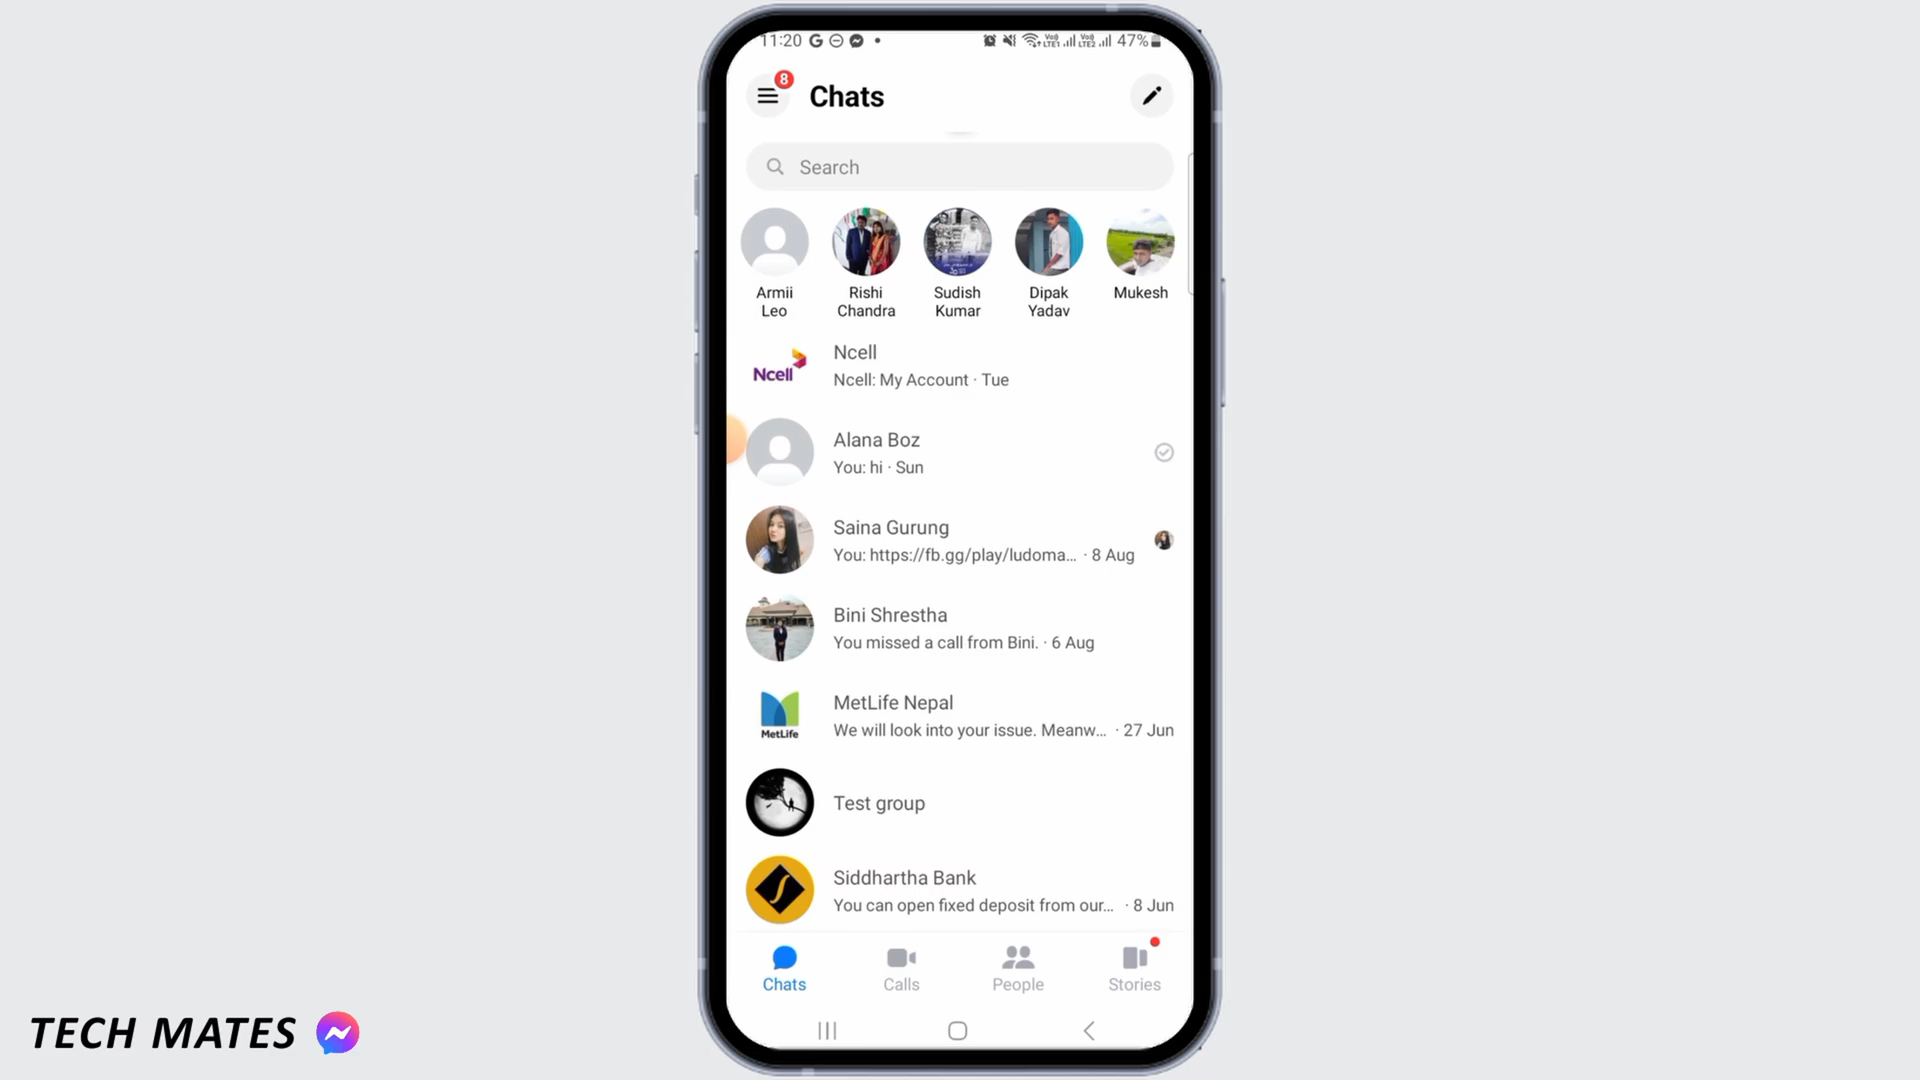 11:20 47%
8
Chats
Search
Armii Leo
Rishi Chandra
Sudish Kumar
Dipak Yadav
Mukesh
Ncell
Ncell
Ncell: My Account · Tue
Alana Boz
You: hi · Sun
Saina Gurung
You: https://fb.gg/play/ludoma... · 8 Aug
Bini Shrestha
You missed a call from Bini. · 6 Aug
MetLife
MetLife Nepal
We will look into your issue. Meanw... · 27 Jun
Test group
Siddhartha Bank
You can open fixed deposit from our... · 8 Jun
Chats
Calls
People
Stories
TECH MATES